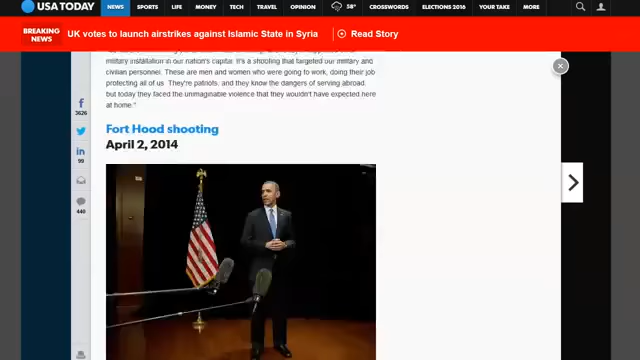 USA TODAY NEWS SPORTS LIFE MONEY TECH TRAVEL OPINION 58° CROSSWORDS ELECTIONS 2016 YOUR TAKE MORE
BREAKING NEWS UK votes to launch airstrikes against Islamic State in Syria Read Story
military installation in our nation's capital. It's a shooting that targeted our military and
civilian personnel. These are men and women who were going to work, doing their job
protecting all of us. They're patriots, and they know the dangers of serving abroad,
but today they faced the unimaginable violence that they wouldn't have expected here
at home."
3626
99
440
Fort Hood shooting
April 2, 2014